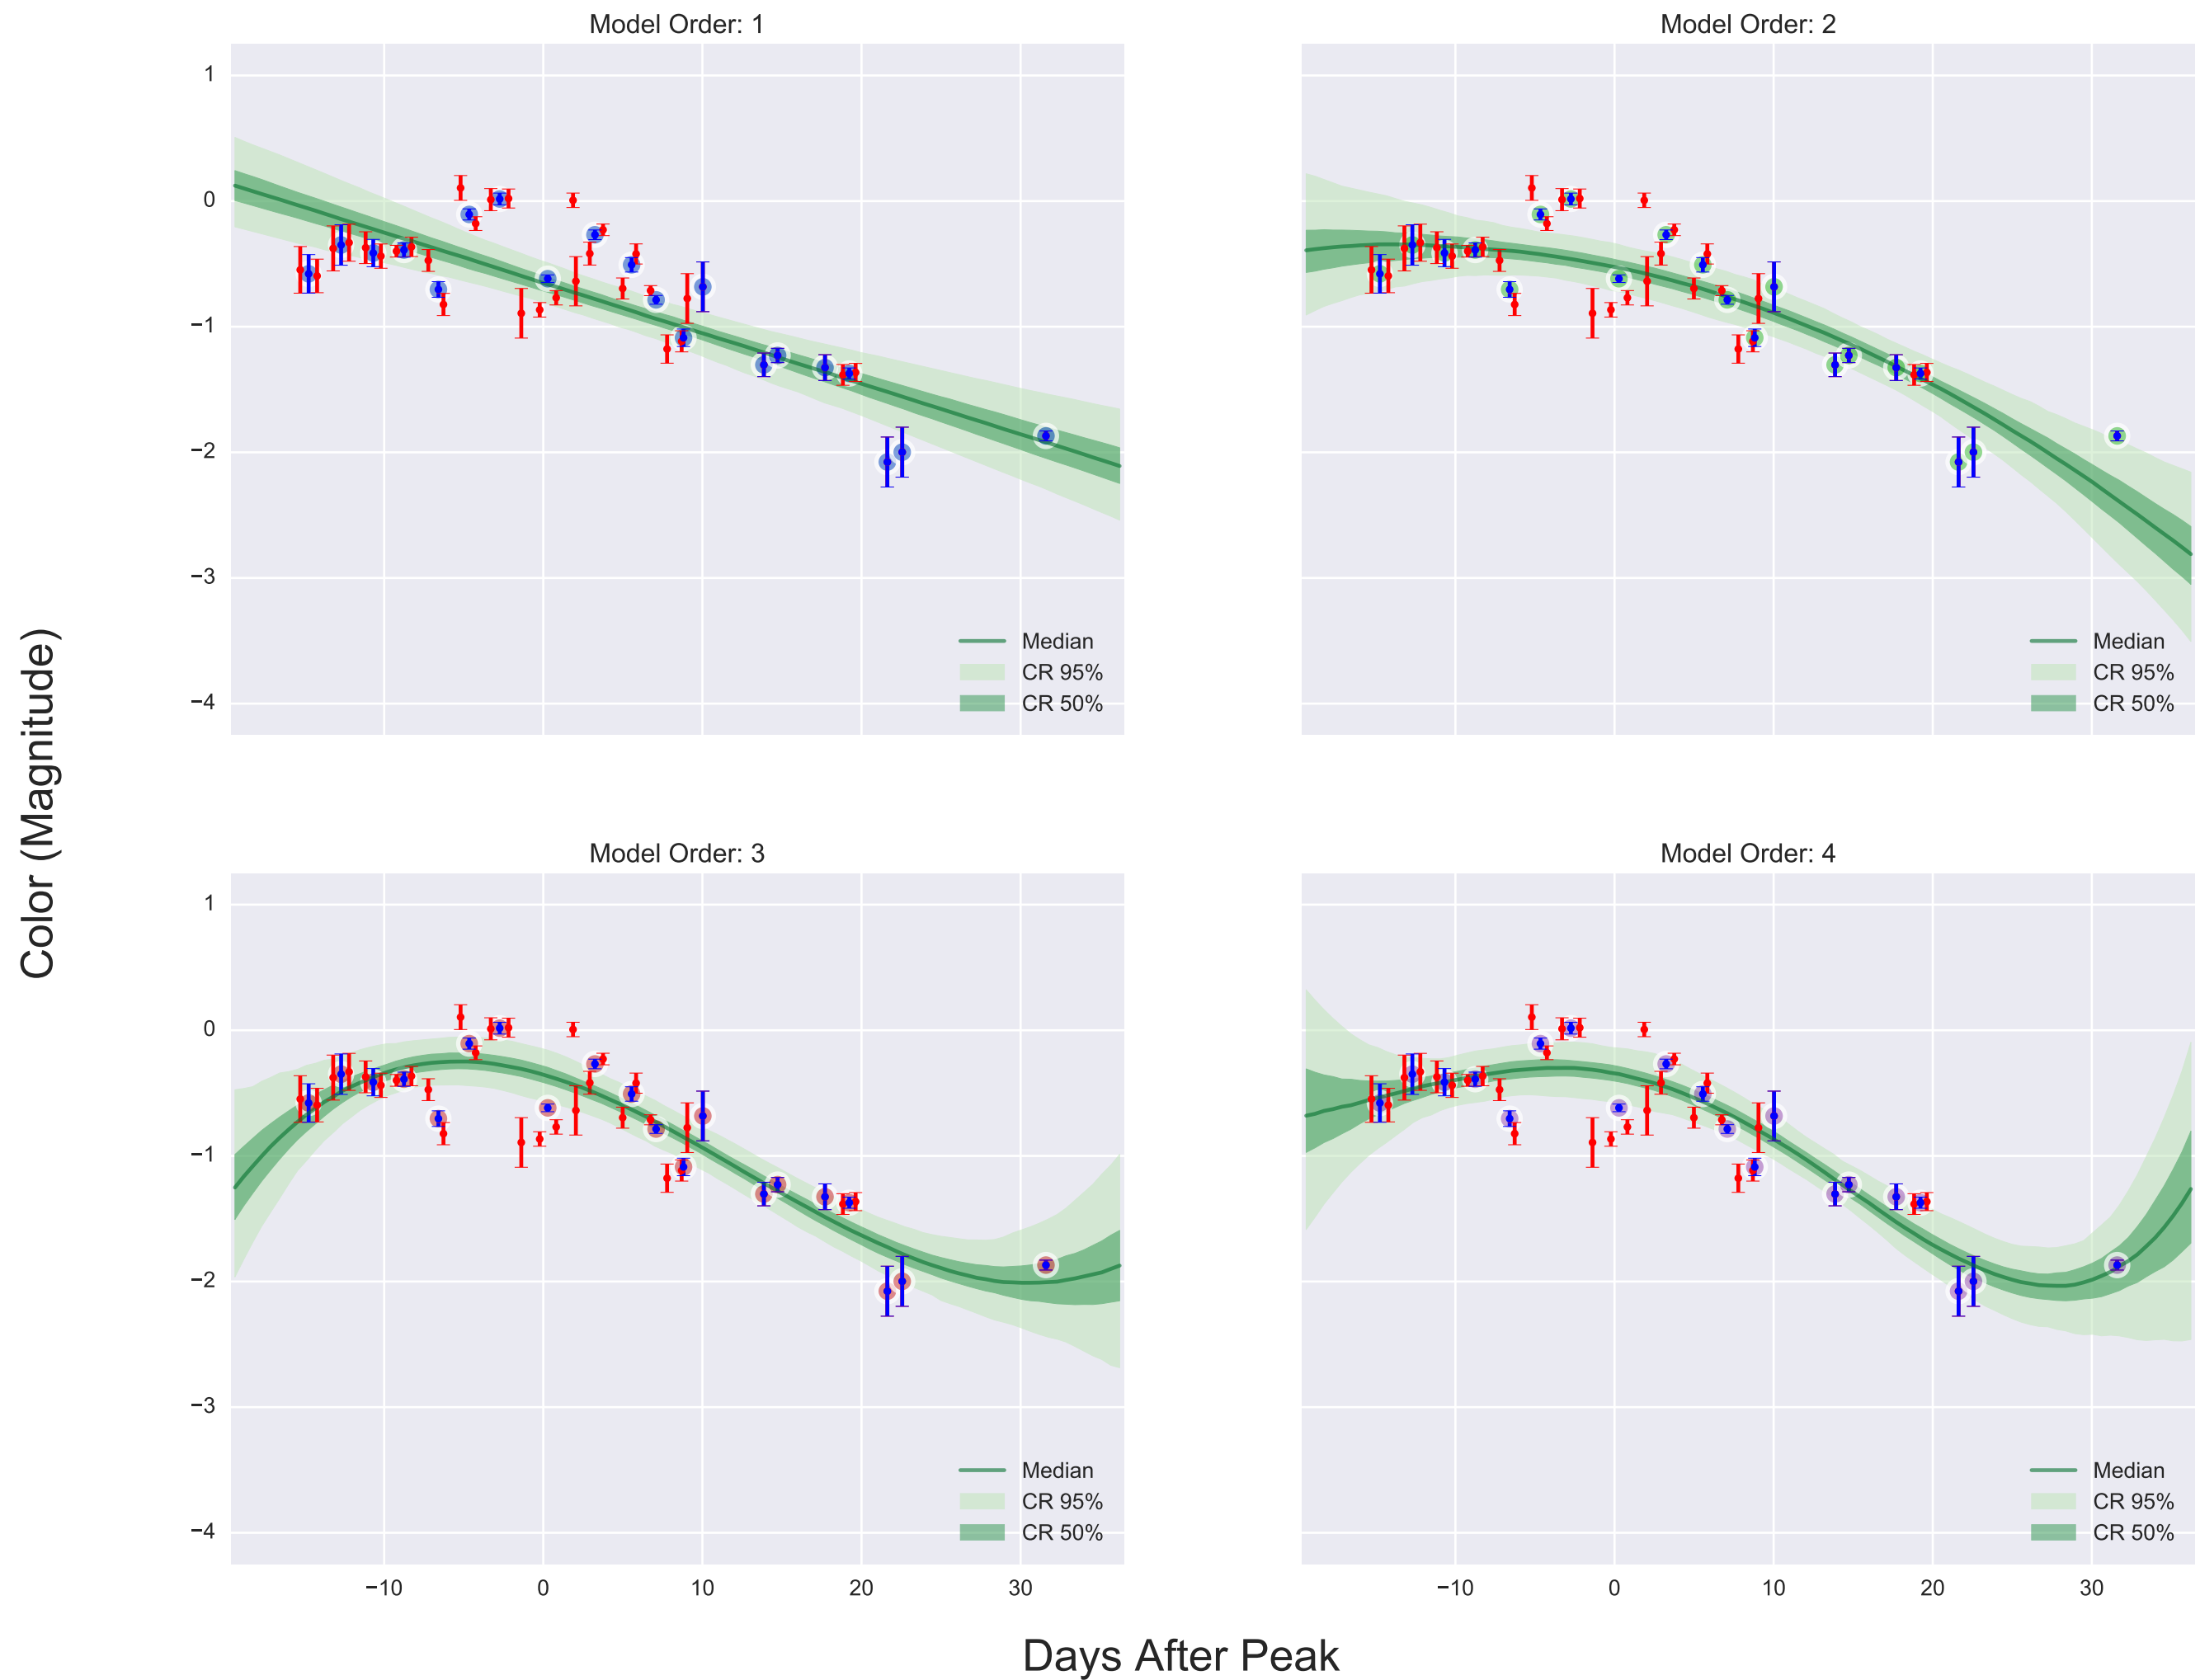 Model Order: 1
Model Order: 2
1
0
−1
−2
−3
−4
Median
CR 95%
CR 50%
Median
CR 95%
CR 50%
Color (Magnitude)
Model Order: 3
Model Order: 4
1
0
−1
−2
−3
−4
Median
CR 95%
CR 50%
Median
CR 95%
CR 50%
−10 0 10 20 30
−10 0 10 20 30
Days After Peak